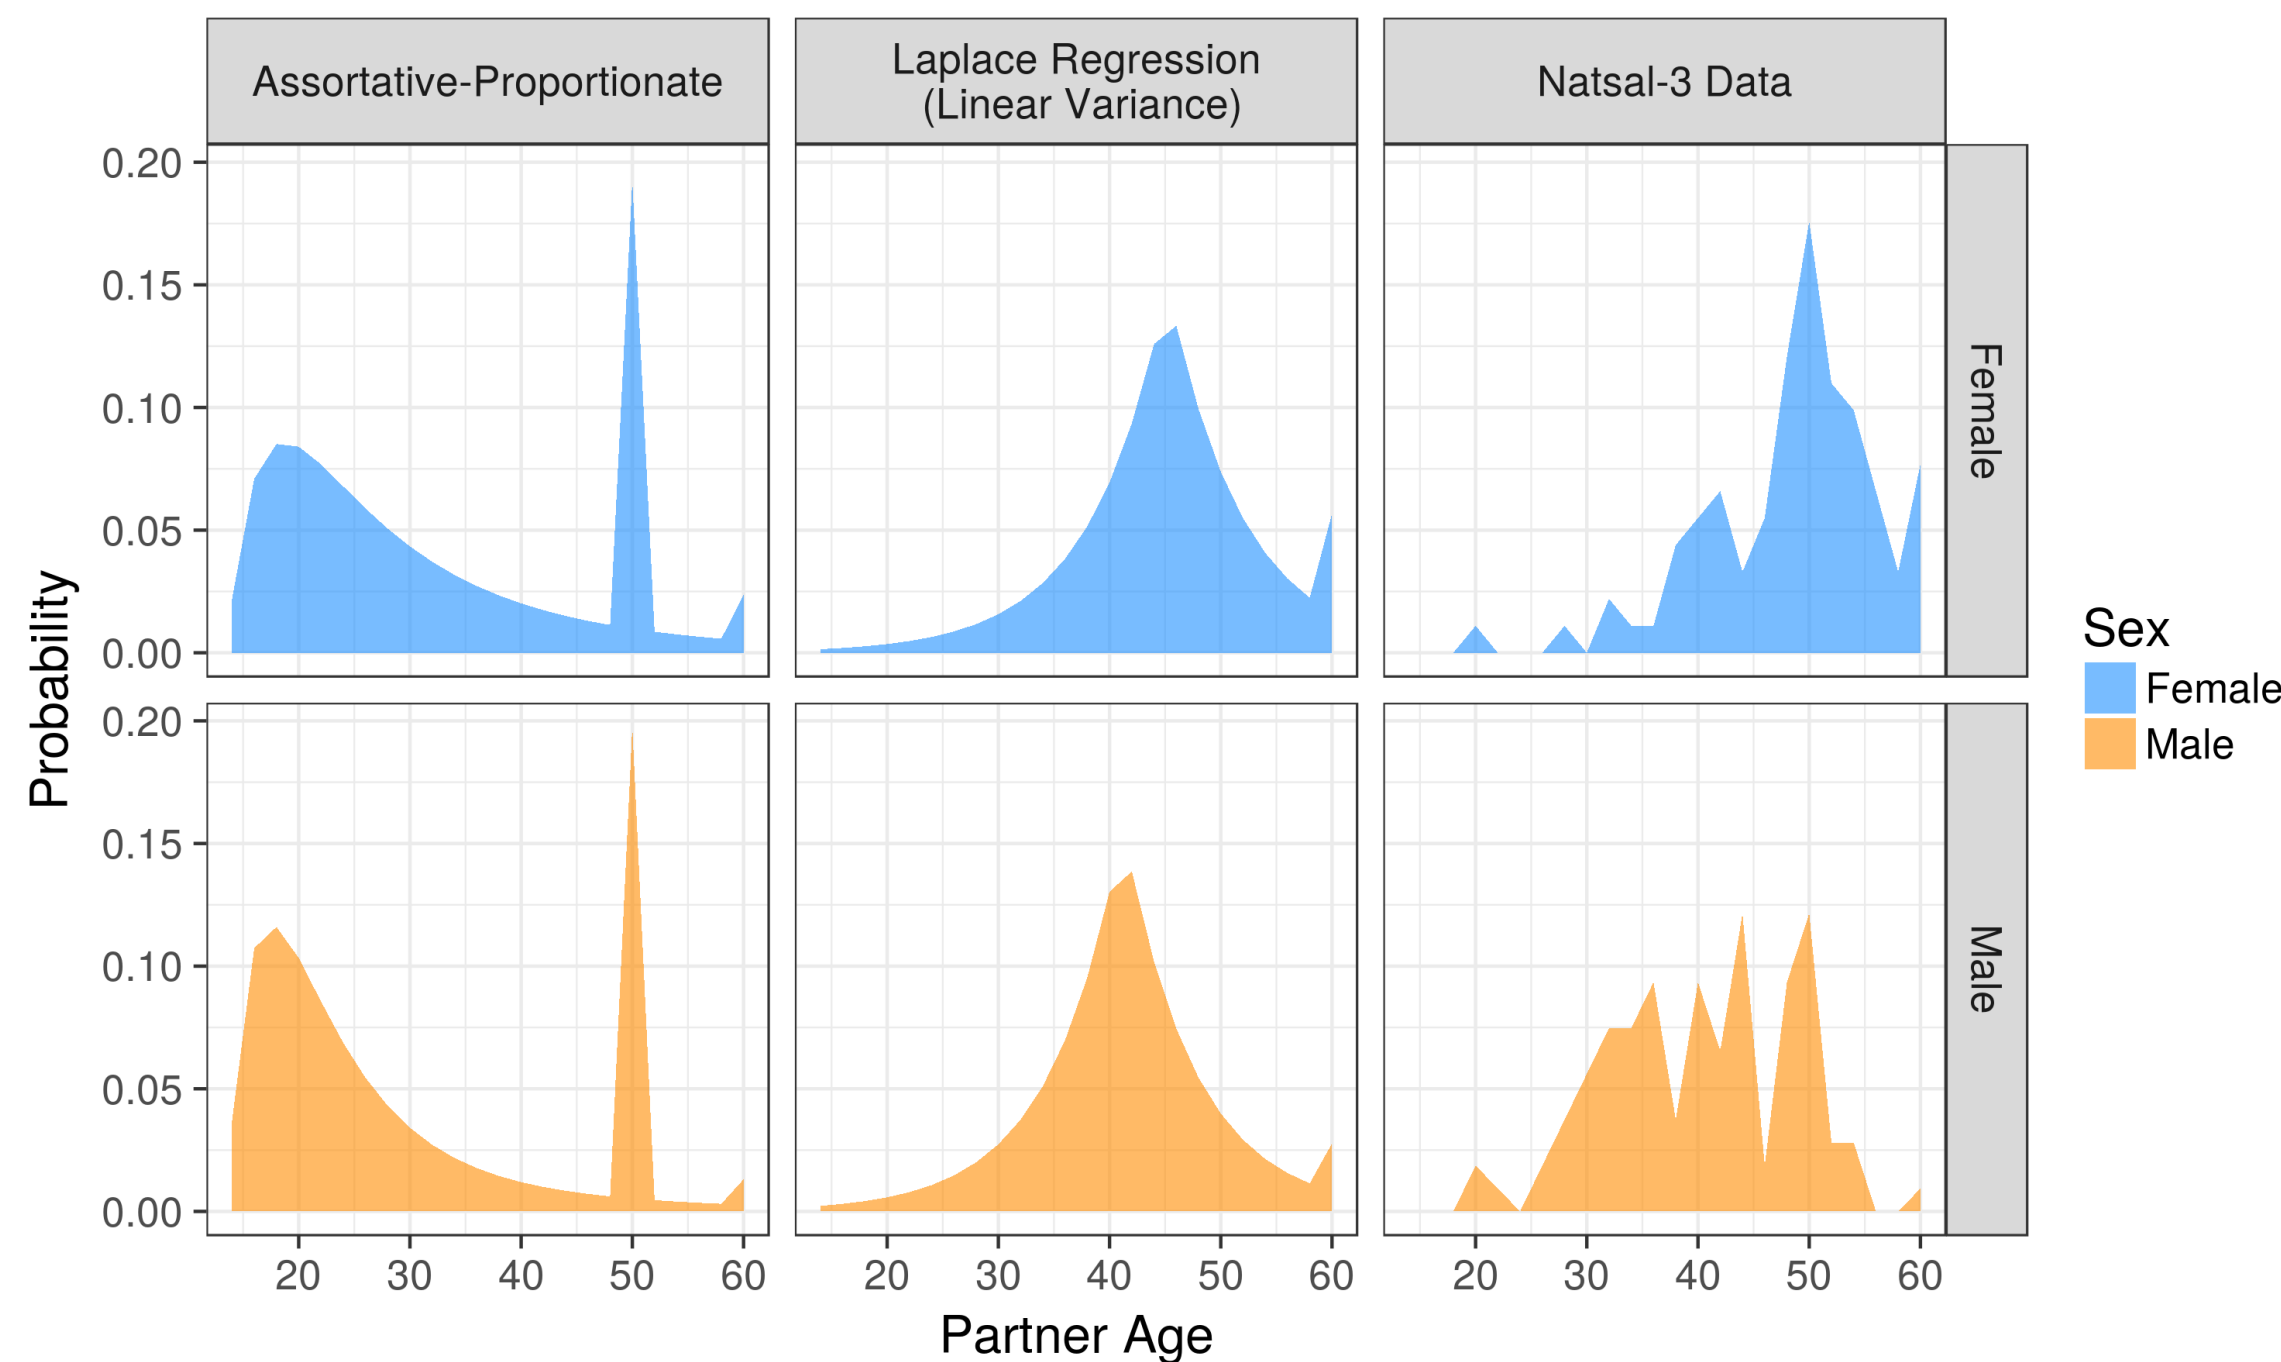 Assortative-Proportionate
Laplace Regression
(Linear Variance)
Natsal-3 Data
0.20
0.15
0.10
0.05
0.00
Female
0.20
0.15
0.10
0.05
0.00
Male
20 30 40 50 60
20 30 40 50 60
20 30 40 50 60
Partner Age
Probability
Sex
Female
Male